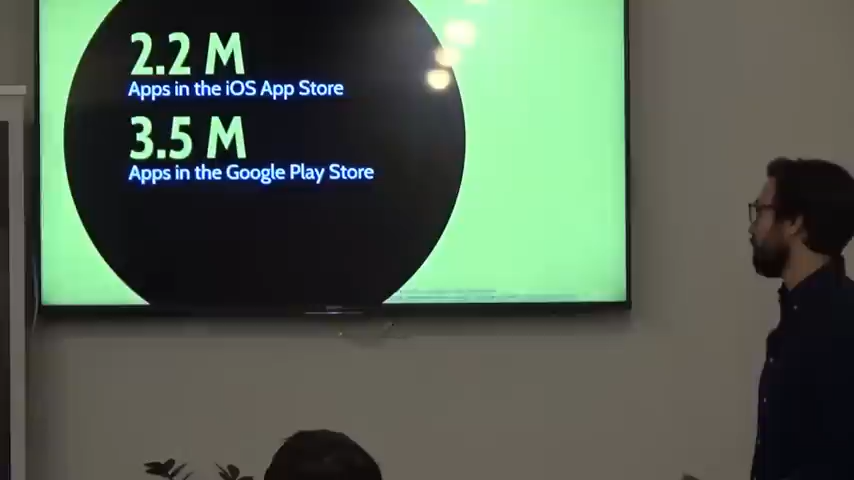 2.2 M
Apps in the iOS App Store
3.5 M
Apps in the Google Play Store